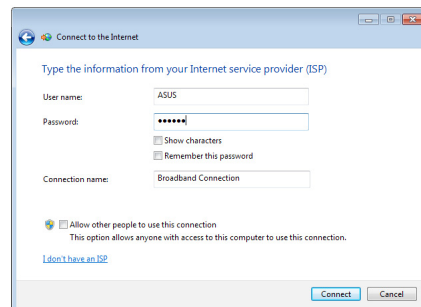 Connect to the Internet
Type the information from your Internet service provider (ISP)
User name: ASUS
Password: ••••••
Show characters
Remember this password
Connection name: Broadband Connection
Allow other people to use this connection
This option allows anyone with access to this computer to use this connection.
I don't have an ISP
Connect Cancel